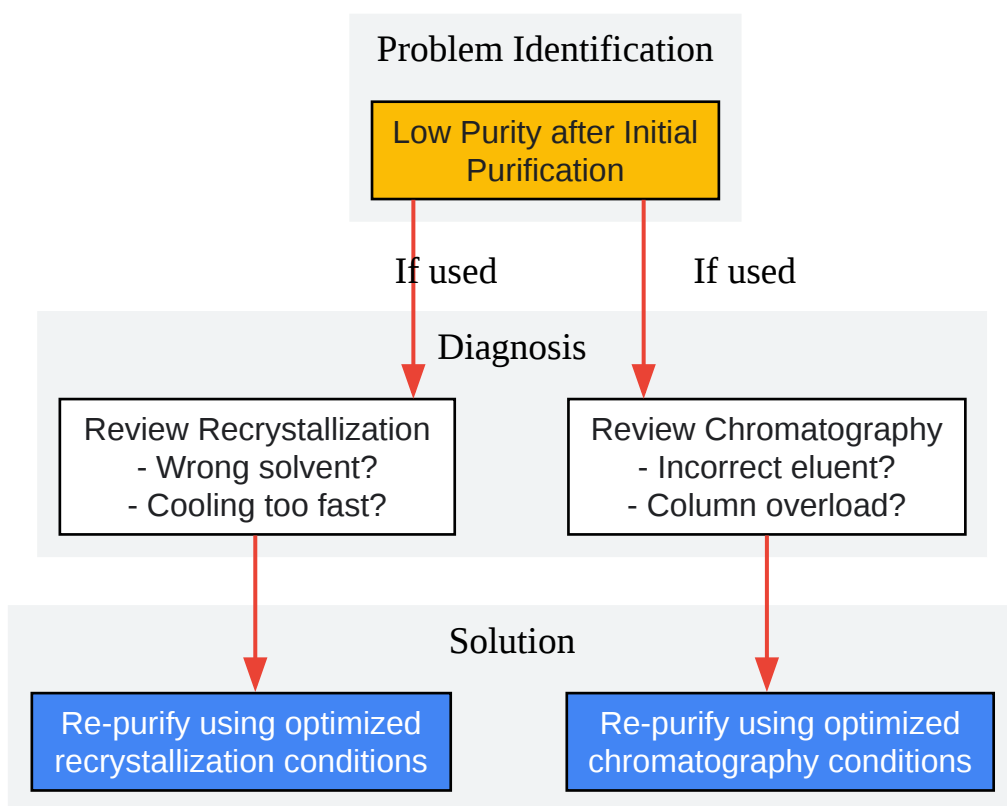 Problem Identification
Low Purity after Initial
Purification
If used
If used
Diagnosis
Review Recrystallization
- Wrong solvent?
- Cooling too fast?
Review Chromatography
- Incorrect eluent?
- Column overload?
Solution
Re-purify using optimized
recrystallization conditions
Re-purify using optimized
chromatography conditions